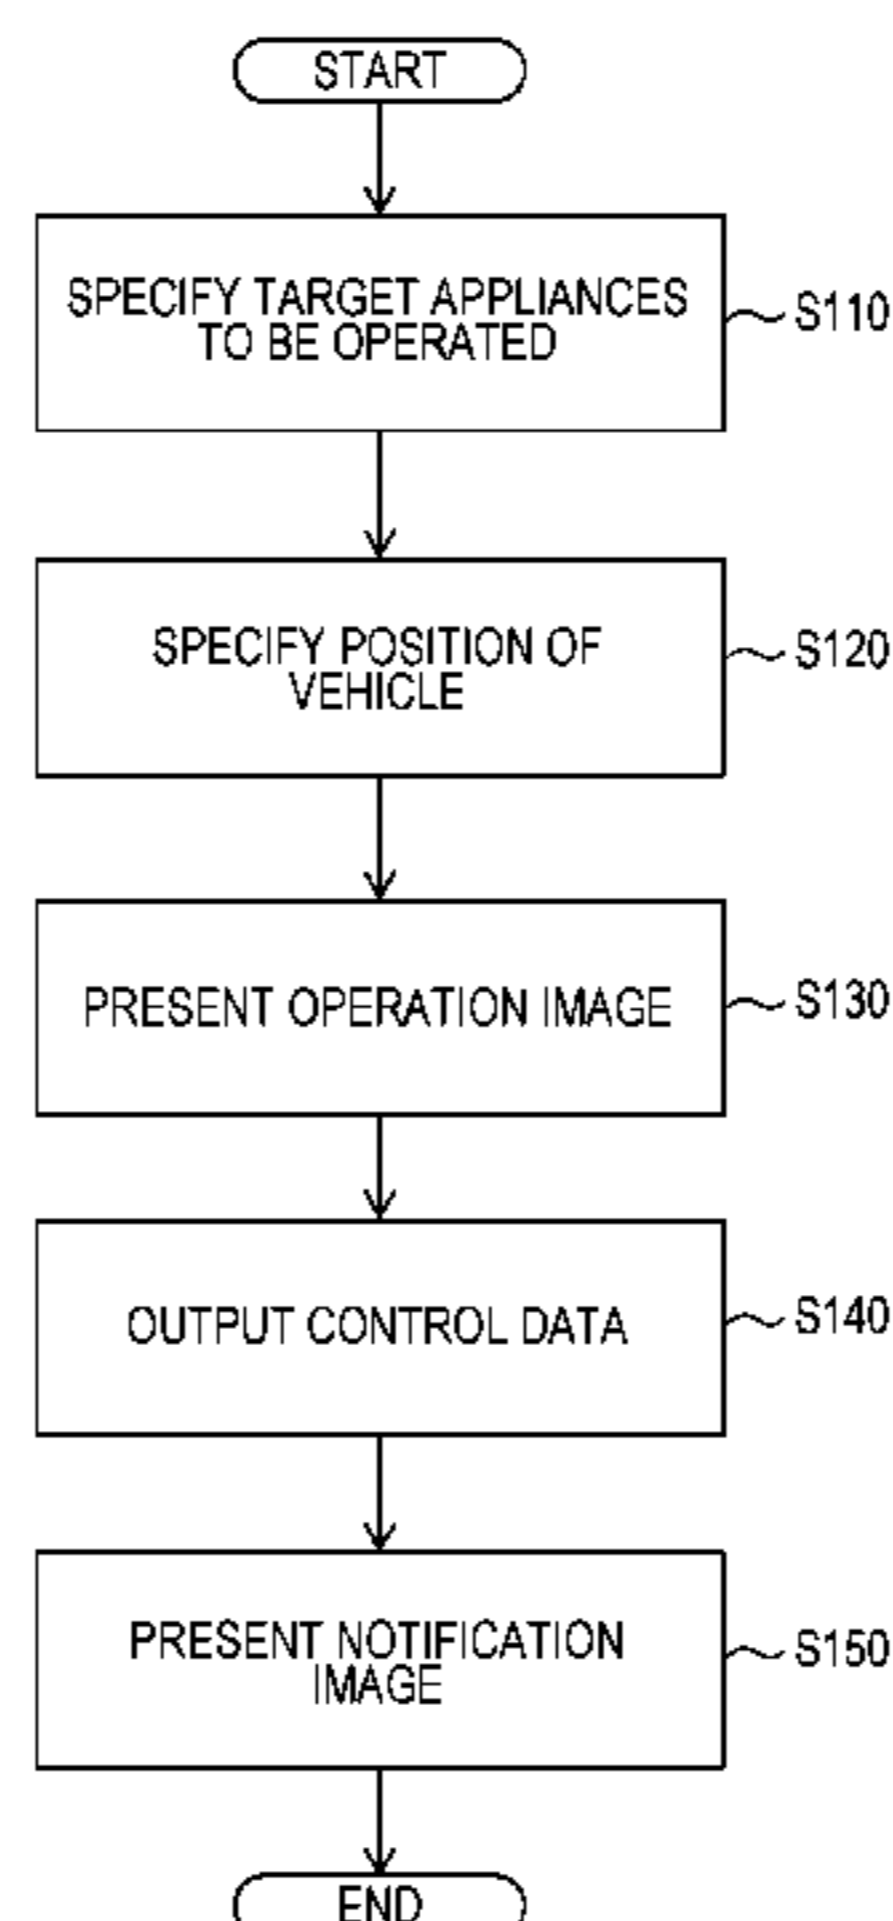 START
SPECIFY TARGET APPLIANCES
TO BE OPERATED
S110
SPECIFY POSITION OF
VEHICLE
S120
PRESENT OPERATION IMAGE
S130
OUTPUT CONTROL DATA
S140
PRESENT NOTIFICATION
IMAGE
S150
END